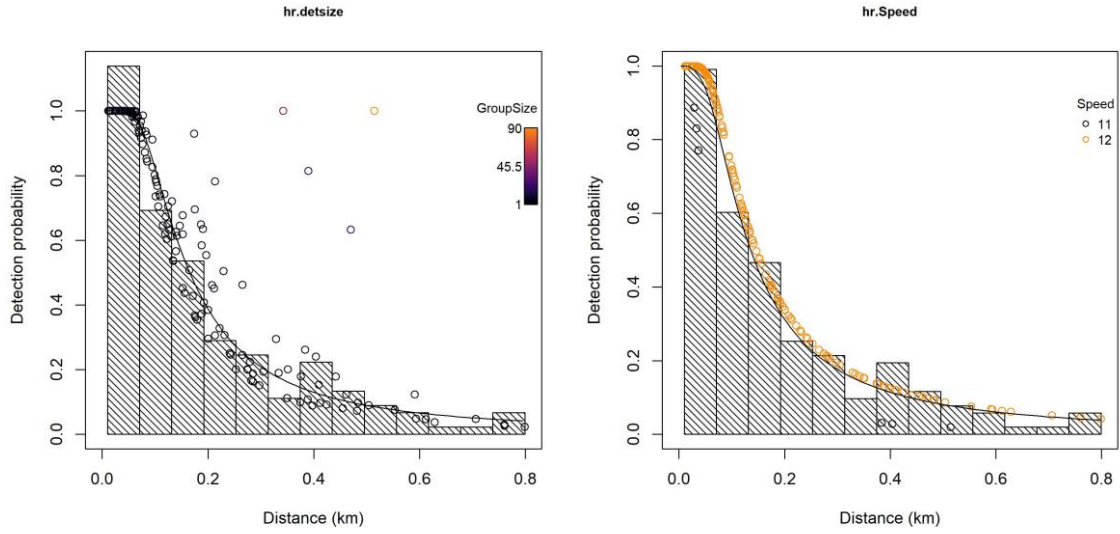 hr.detsize
Detection probability
1.0
0.8
0.6
0.4
0.2
0.0
GroupSize
90
45.5
1
0.0 0.2 0.4 0.6 0.8
Distance (km)
hr.Speed
Detection probability
1.0
0.8
0.6
0.4
0.2
0.0
Speed
11
12
0.0 0.2 0.4 0.6 0.8
Distance (km)